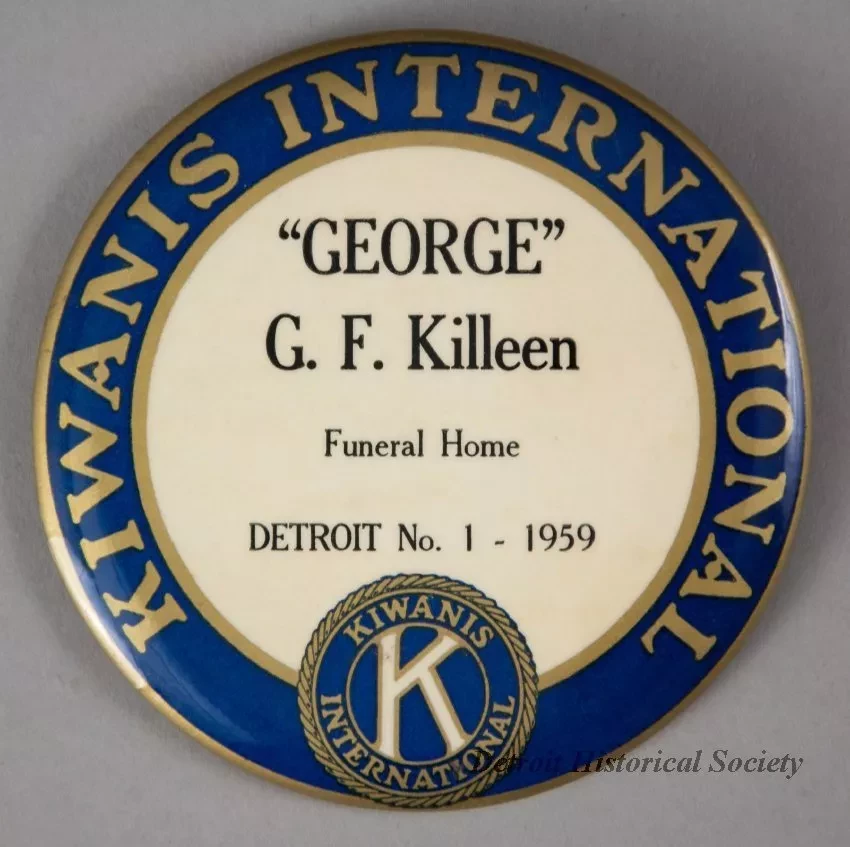 KIWANIS INTERNATIONAL
“GEORGE”
G. F. Killeen
Funeral Home
DETROIT No. 1 - 1959
KIWANIS
K
INTERNATIONAL
Detroit Historical Society